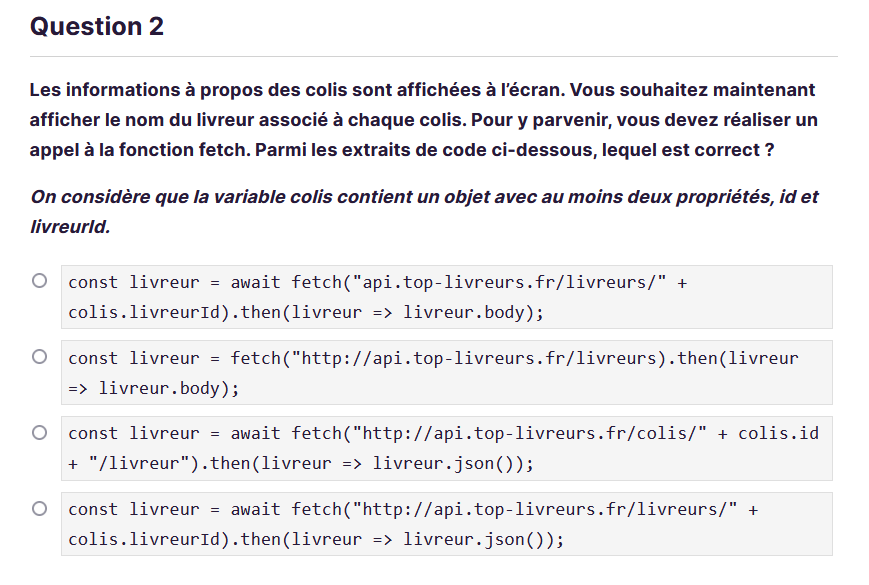 Question 2
Les informations à propos des colis sont affichées à l’écran. Vous souhaitez maintenant
afficher le nom du livreur associé à chaque colis. Pour y parvenir, vous devez réaliser un
appel à la fonction fetch. Parmi les extraits de code ci-dessous, lequel est correct ?
On considère que la variable colis contient un objet avec au moins deux propriétés, id et
livreurId.
const livreur = await fetch("api.top-livreurs.fr/livreurs/" +
colis.livreurId).then(livreur => livreur.body);
const livreur = fetch("http://api.top-livreurs.fr/livreurs).then(livreur
=> livreur.body);
const livreur = await fetch("http://api.top-livreurs.fr/colis/" + colis.id
+ "/livreur").then(livreur => livreur.json());
const livreur = await fetch("http://api.top-livreurs.fr/livreurs/" +
colis.livreurId).then(livreur => livreur.json());